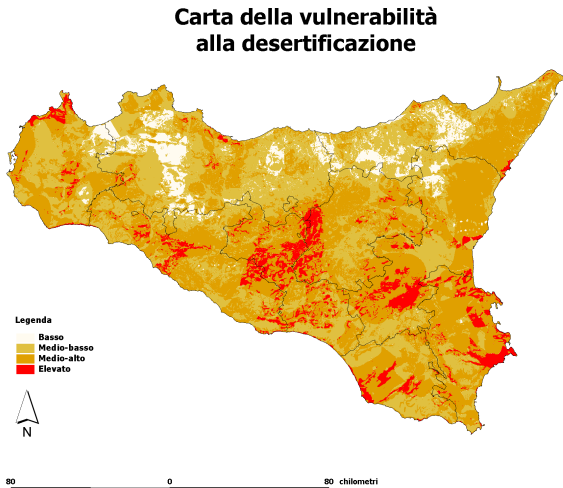 Carta della vulnerabilità
alla desertificazione
Legenda
Basso
Medio-basso
Medio-alto
Elevato
N
80 0 80 chilometri